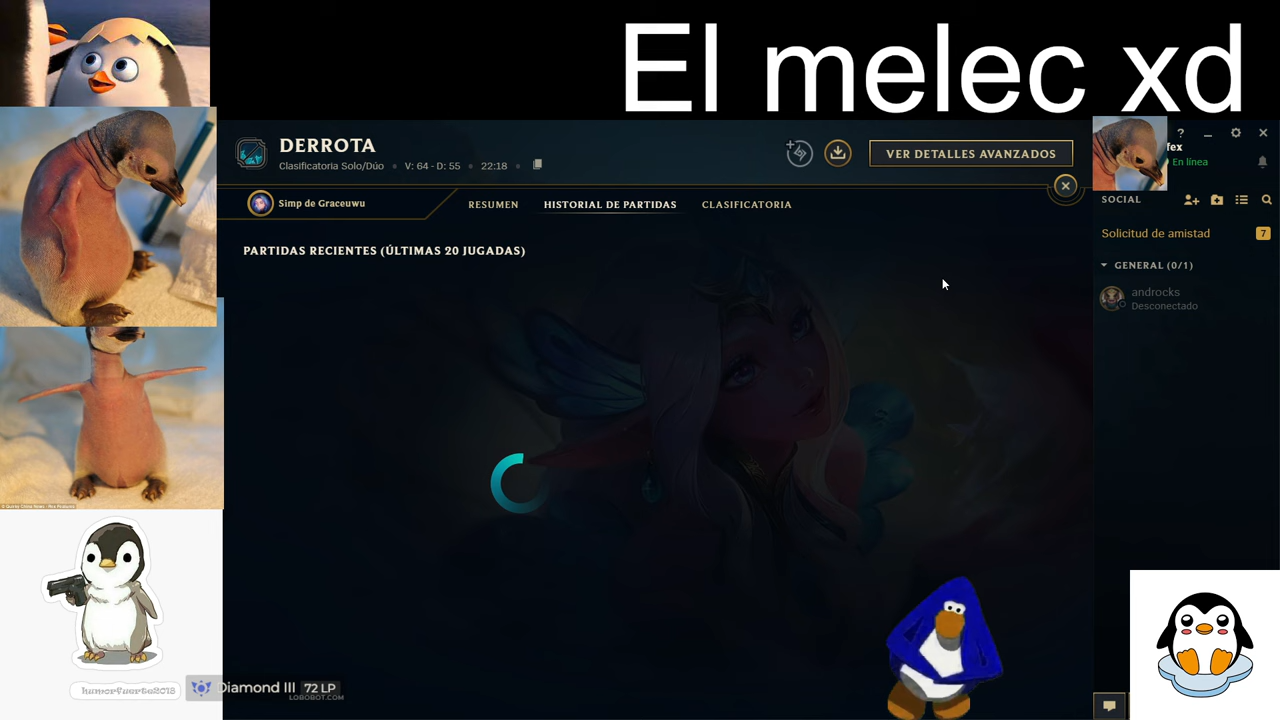 El melec xd
DERROTA
Clasificatoria Solo/Dúo • V: 64 - D: 55 • 22:18
VER DETALLES AVANZADOS
?
fex
En línea
Simp de Graceuwu
RESUMEN
HISTORIAL DE PARTIDAS
CLASIFICATORIA
SOCIAL
Solicitud de amistad 7
PARTIDAS RECIENTES (ÚLTIMAS 20 JUGADAS)
GENERAL (0/1)
androcks
Desconectado
humorfuerte2018
Diamond III 72 LP
LOLROBOT.COM